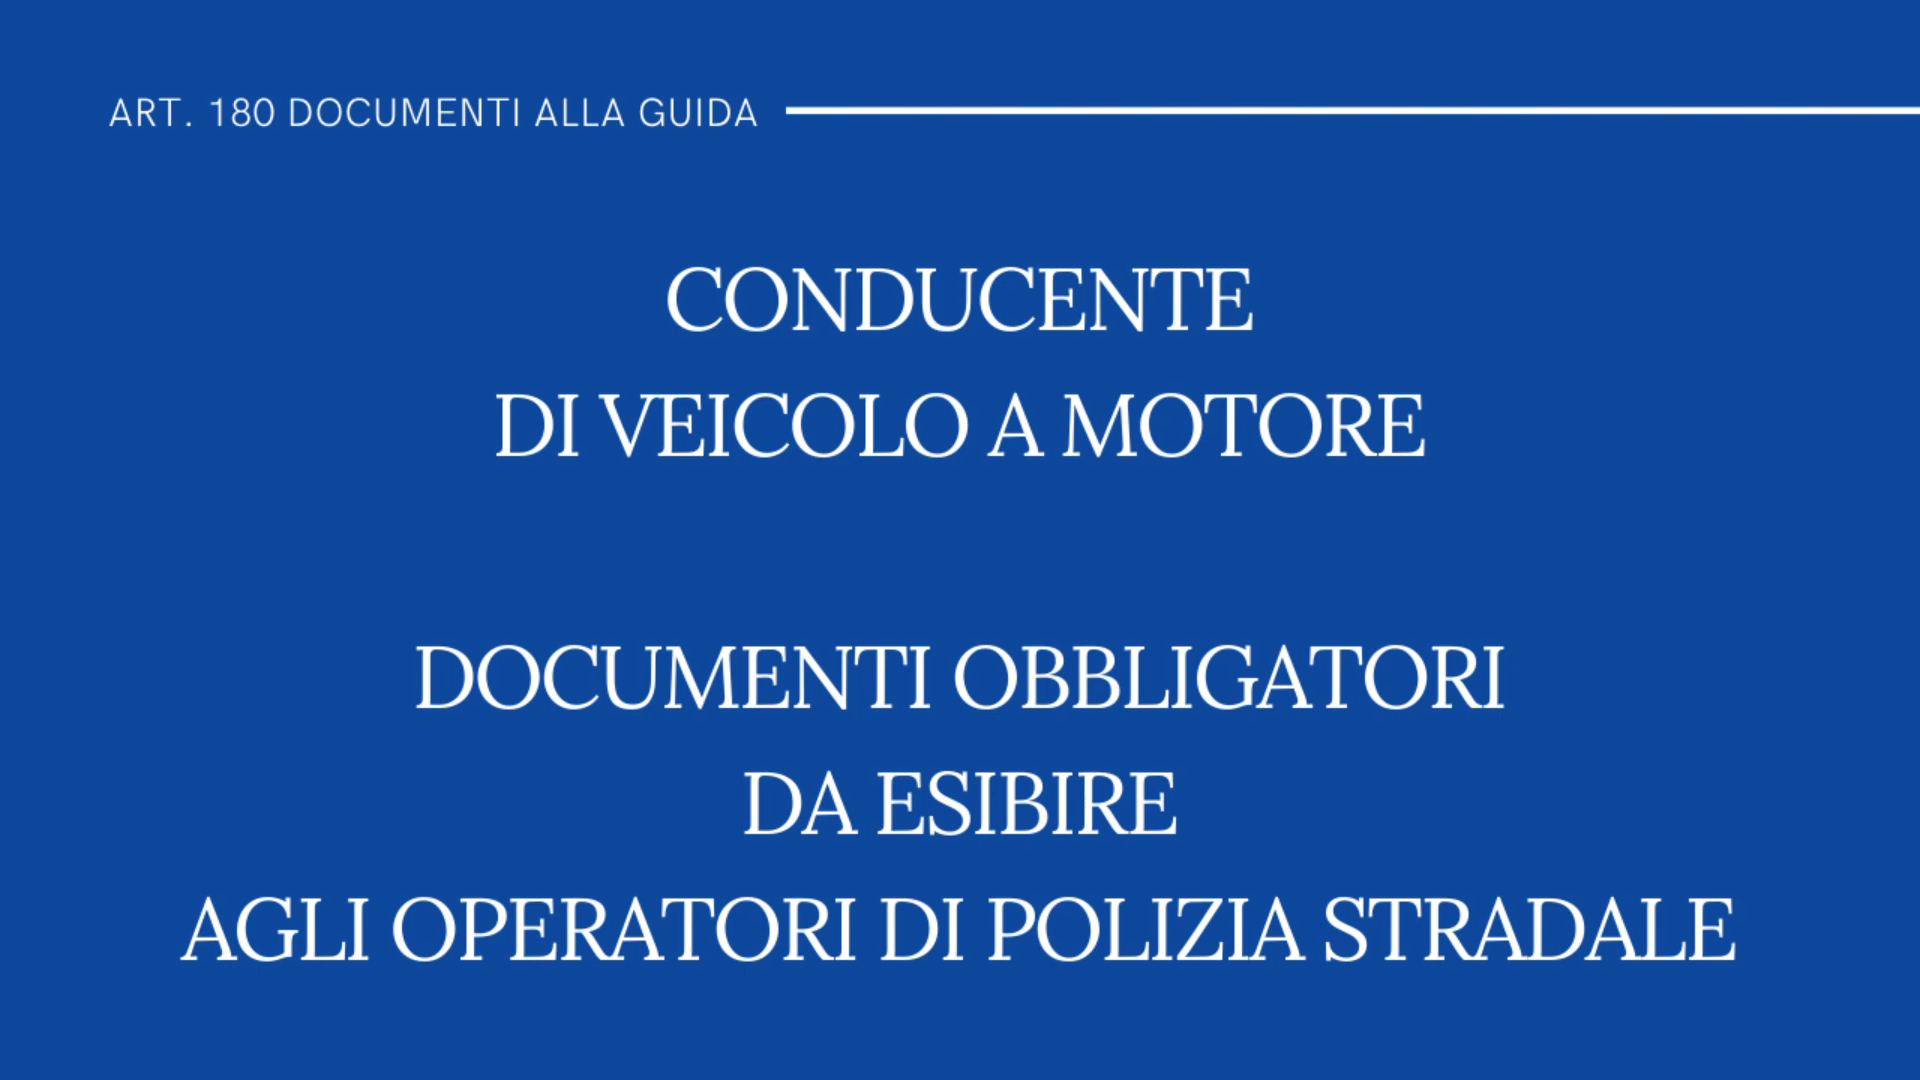 ART. 180 DOCUMENTI ALLA GUIDA
CONDUCENTE
DI VEICOLO A MOTORE
DOCUMENTI OBBLIGATORI
DA ESIBIRE
AGLI OPERATORI DI POLIZIA STRADALE